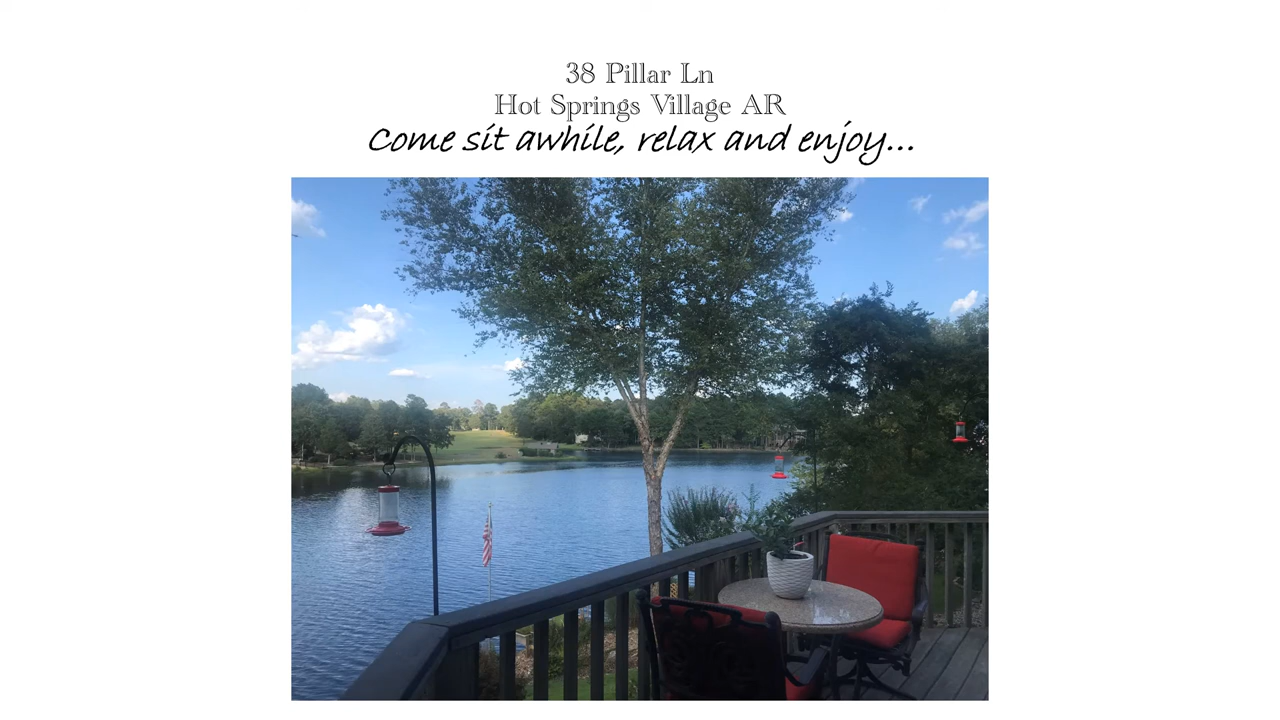 38 Pillar Ln
Hot Springs Village AR
Come sit awhile, relax and enjoy...